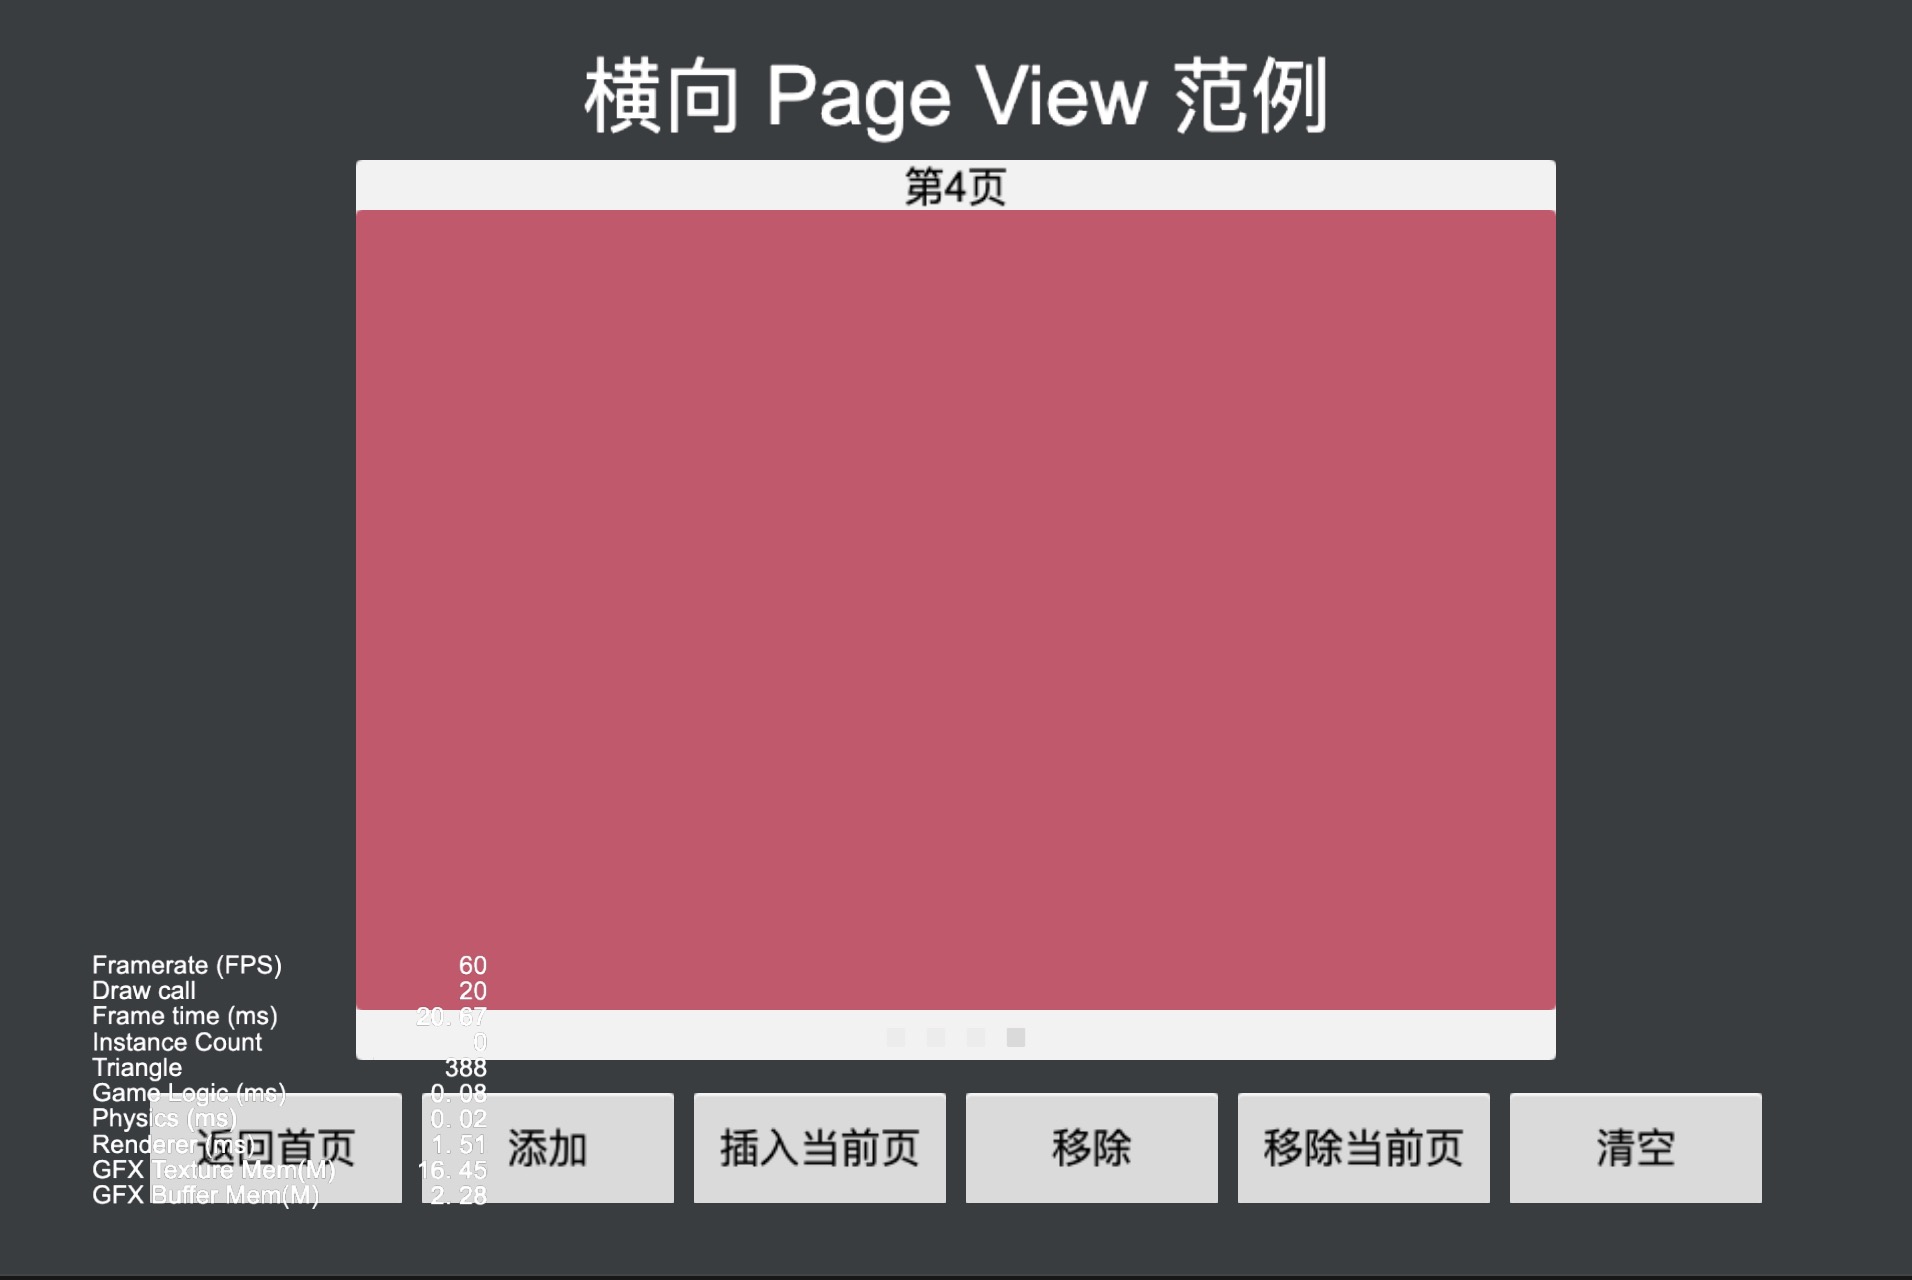 横向 Page View 范例
第4页
Framerate (FPS) 60
Draw call 20
Frame time (ms) 20.67
Instance Count 0
Triangle 388
Game Logic (ms) 0.08
Physics (ms) 0.02
Renderer (ms) 1.51
GFX Texture Mem(M) 16.45
GFX Buffer Mem(M) 2.28
返回首页 添加 插入当前页 移除 移除当前页 清空